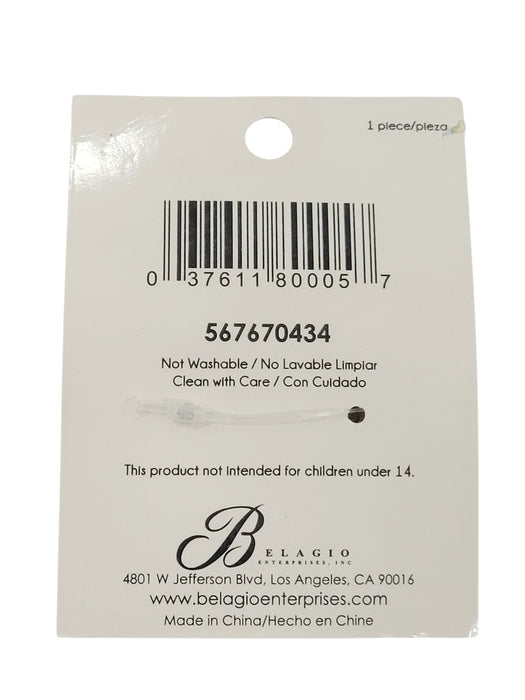 1 piece/pieza
0 37611 80005 7
567670434
Not Washable / No Lavable Limpiar
Clean with Care / Con Cuidado
This product not intended for children under 14.
BELAGIO
ENTERPRISES, INC
4801 W Jefferson Blvd, Los Angeles, CA 90016
www.belagioenterprises.com
Made in China/Hecho en Chine